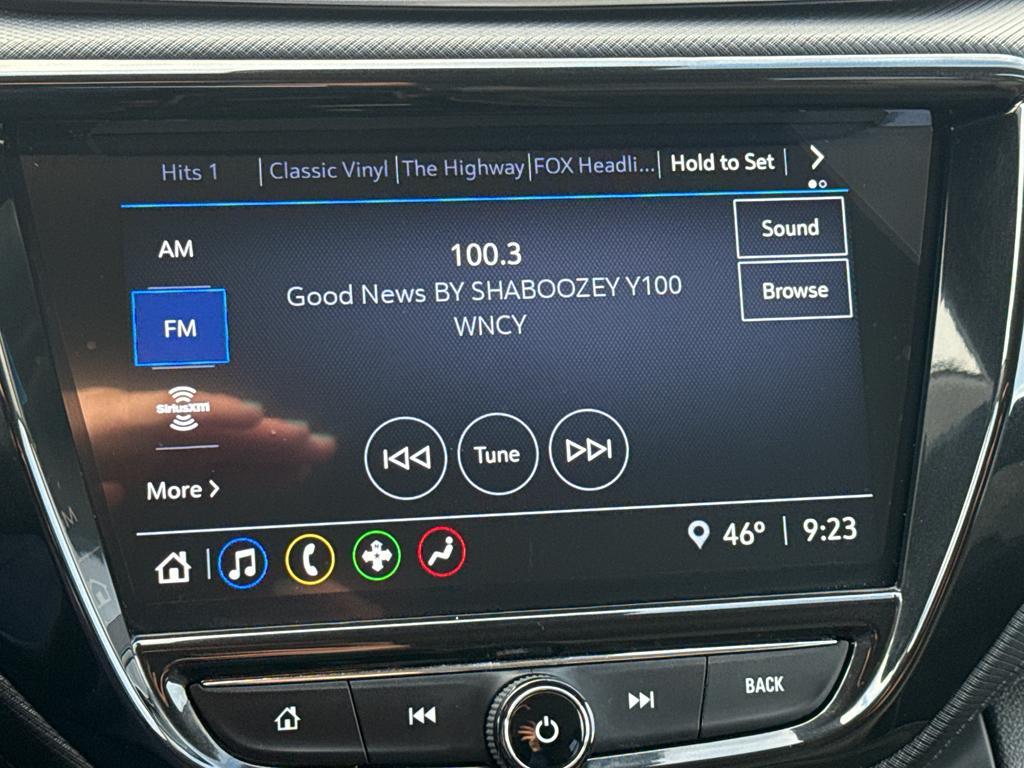 Hits 1 | Classic Vinyl | The Highway | FOX Headli... | Hold to Set |
AM
Sound
100.3
Good News BY SHABOOZEY Y100
WNCY
Browse
FM
SiriusXM
Tune
More
46° | 9:23
BACK